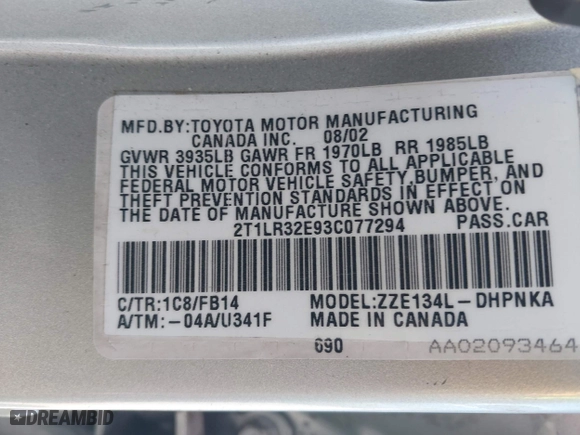 MFD.BY:TOYOTA MOTOR MANUFACTURING
CANADA INC. 08/02
GVWR 3935LB GAWR FR 1970LB RR 1985LB
THIS VEHICLE CONFORMS TO ALL APPLICABLE
FEDERAL MOTOR VEHICLE SAFETY,BUMPER, AND
THEFT PREVENTION STANDARDS IN EFFECT ON
THE DATE OF MANUFACTURE SHOWN ABOVE.
2T1LR32E93C077294 PASS.CAR
C/TR:1C8/FB14 MODEL:ZZE134L-DHPNKA
A/TM:-04A/U341F MADE IN CANADA
690 AA02093464
DREAMBID